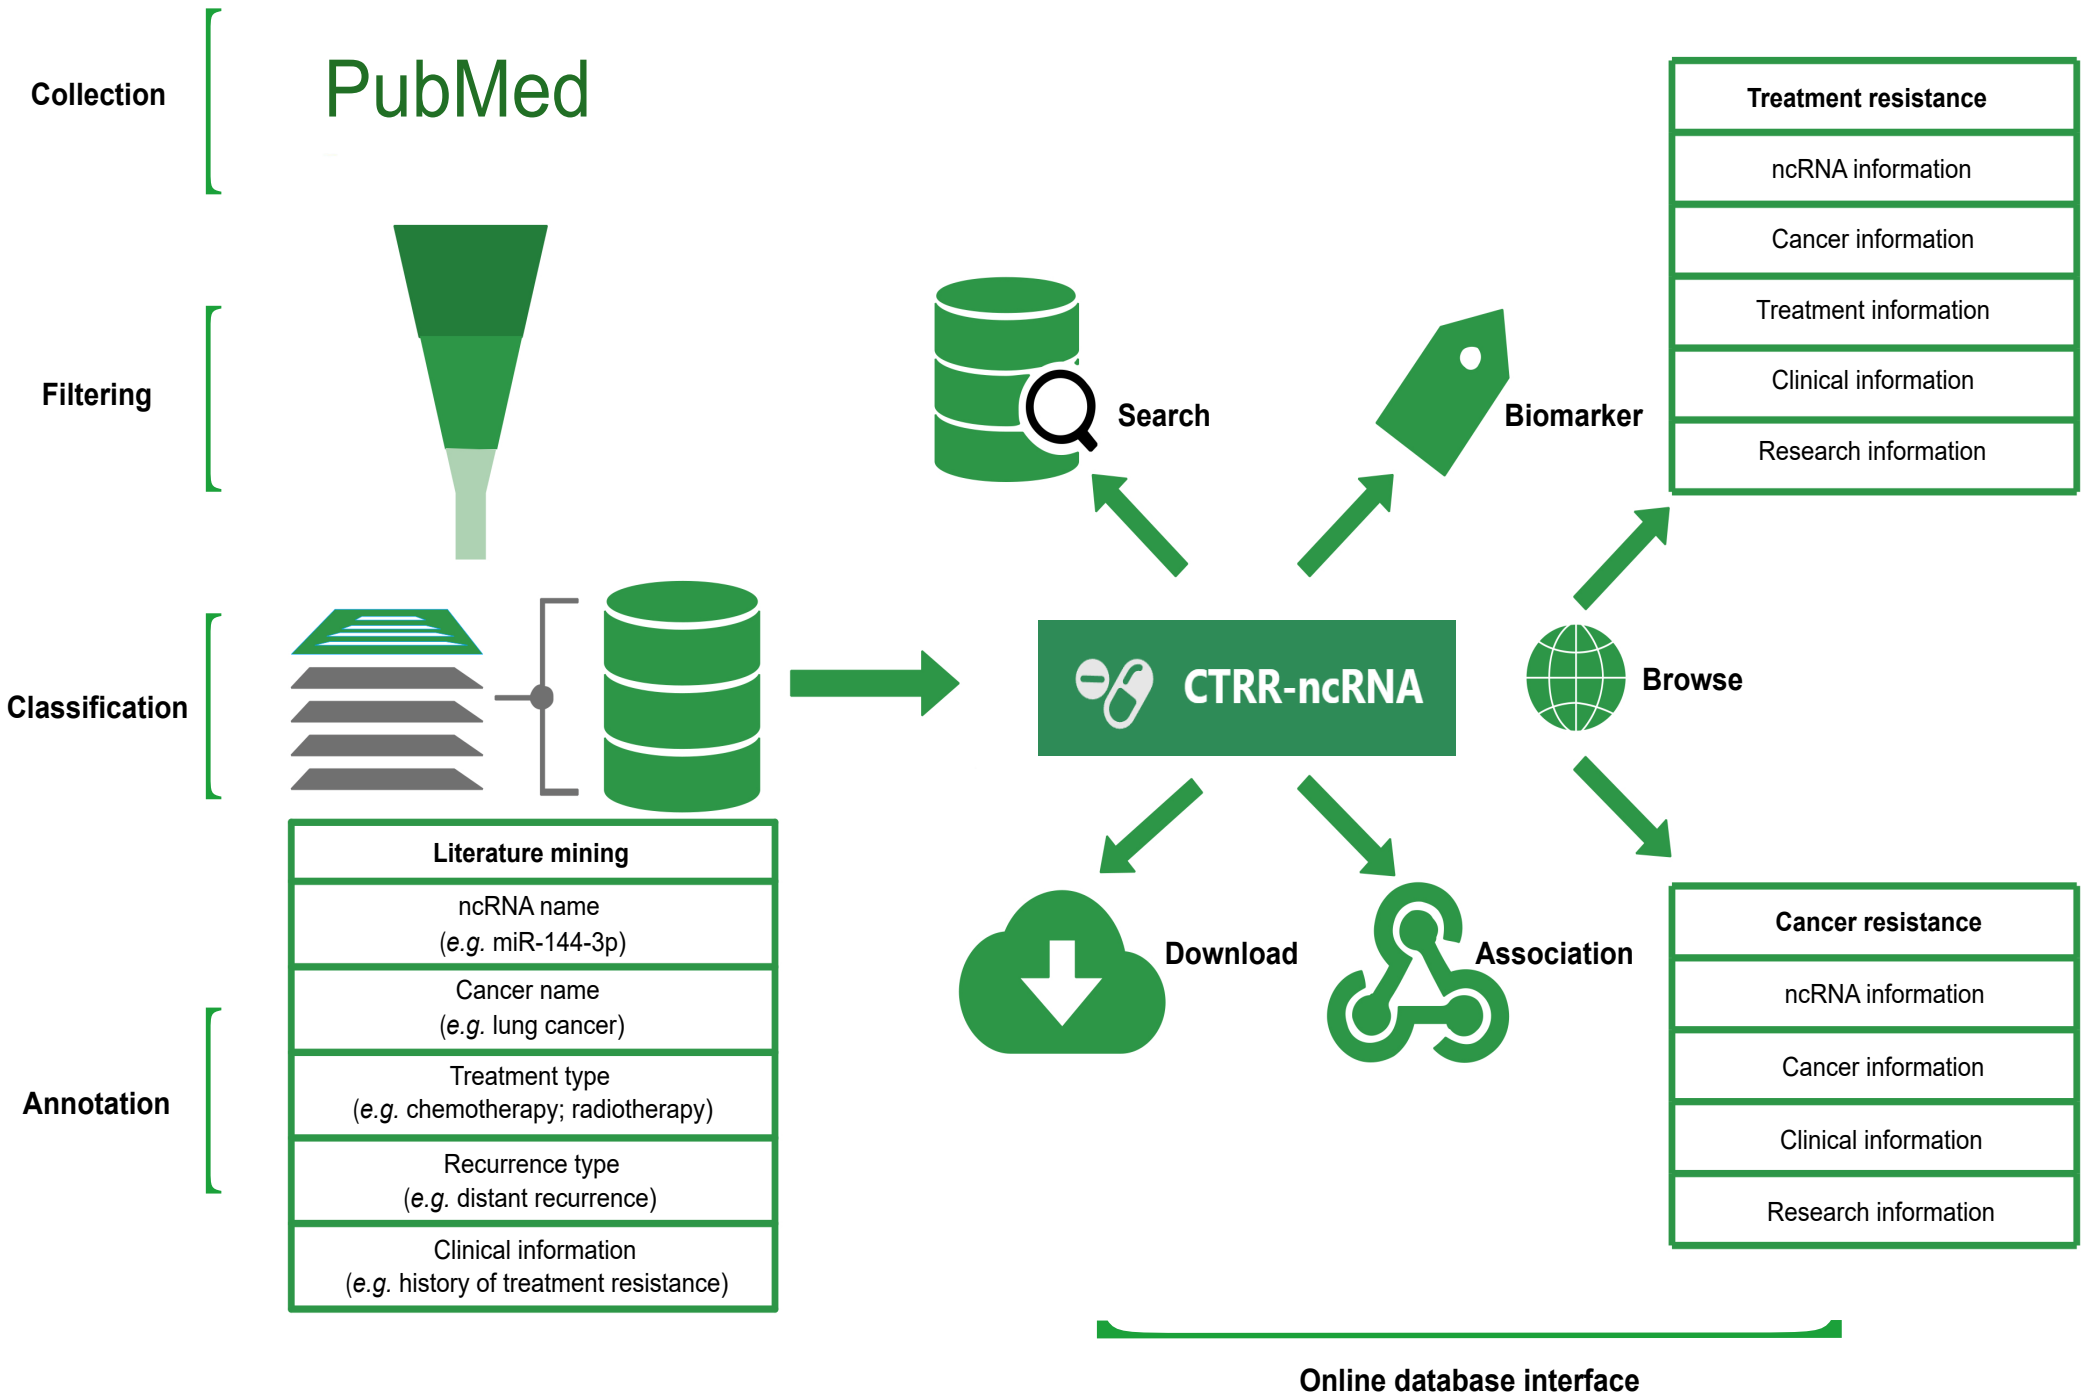 Collection
PubMed
Filtering
Classification
Annotation
Literature mining
ncRNA name
(e.g. miR-144-3p)
Cancer name
(e.g. lung cancer)
Treatment type
(e.g. chemotherapy; radiotherapy)
Recurrence type
(e.g. distant recurrence)
Clinical information
(e.g. history of treatment resistance)
Search
Biomarker
CTRR-ncRNA
Browse
Download
Association
Treatment resistance
ncRNA information
Cancer information
Treatment information
Clinical information
Research information
Cancer resistance
ncRNA information
Cancer information
Clinical information
Research information
Online database interface